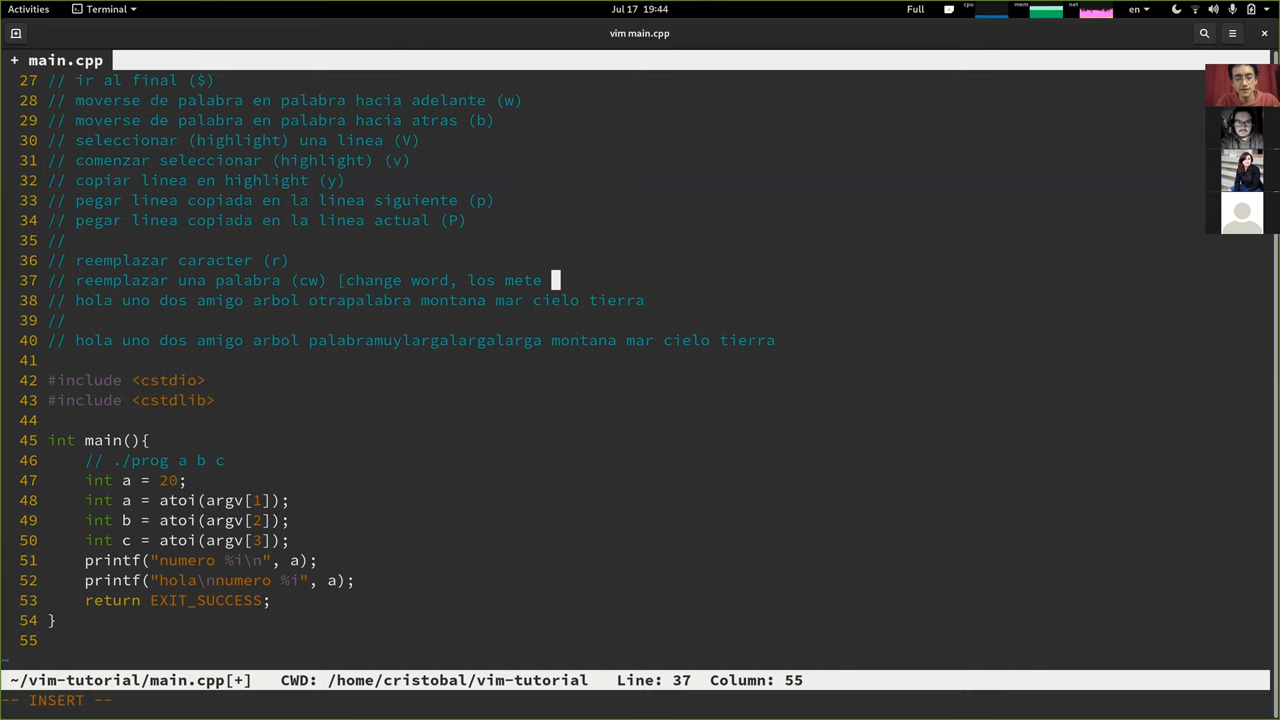 Activities Terminal Jul 17 19:44 Full cpu mem net en
vim main.cpp
+ main.cpp
27 // ir al final ($)
28 // moverse de palabra en palabra hacia adelante (w)
29 // moverse de palabra en palabra hacia atras (b)
30 // seleccionar (highlight) una linea (V)
31 // comenzar seleccionar (highlight) (v)
32 // copiar linea en highlight (y)
33 // pegar linea copiada en la linea siguiente (p)
34 // pegar linea copiada en la linea actual (P)
35 //
36 // reemplazar caracter (r)
37 // reemplazar una palabra (cw) [change word, los mete
38 // hola uno dos amigo arbol otrapalabra montana mar cielo tierra
39 //
40 // hola uno dos amigo arbol palabramuylargalargalarga montana mar cielo tierra
41
42 #include <cstdio>
43 #include <cstdlib>
44
45 int main(){
46     // ./prog a b c
47     int a = 20;
48     int a = atoi(argv[1]);
49     int b = atoi(argv[2]);
50     int c = atoi(argv[3]);
51     printf("numero %i\n", a);
52     printf("hola\nnumero %i", a);
53     return EXIT_SUCCESS;
54 }
55
~
~/vim-tutorial/main.cpp[+] CWD: /home/cristobal/vim-tutorial Line: 37 Column: 55
-- INSERT --